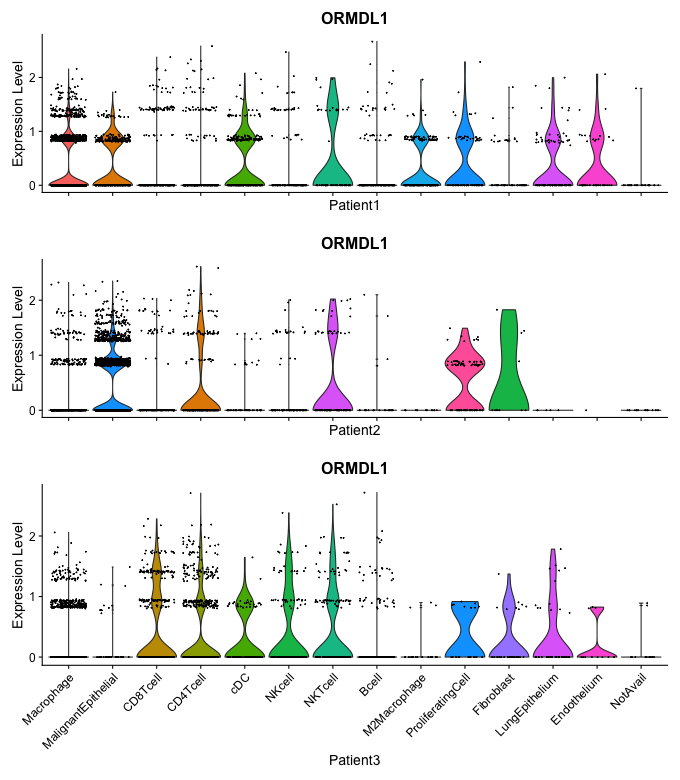 ORMDL1
Expression Level
2
1
0
Patient1
ORMDL1
Expression Level
2
1
0
Patient2
ORMDL1
Expression Level
2
1
0
Macrophage
MalignantEpithelial
CD8Tcell
CD4Tcell
cDC
NKcell
NKTcell
Bcell
M2Macrophage
ProliferatingCell
Fibroblast
LungEpithelium
Endothelium
NotAvail
Patient3